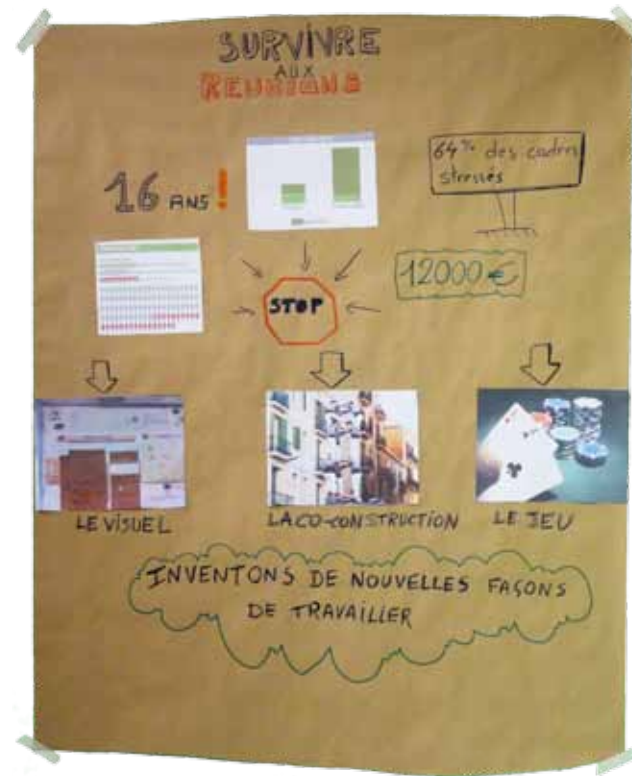 SURVIVRE
AUX
REUNIONS
64% des cadres
stressés
16 ANS !
12000 €
STOP
LE VISUEL
LA CO-CONSTRUCTION
LE JEU
INVENTONS DE NOUVELLES FAÇONS
DE TRAVAILLER